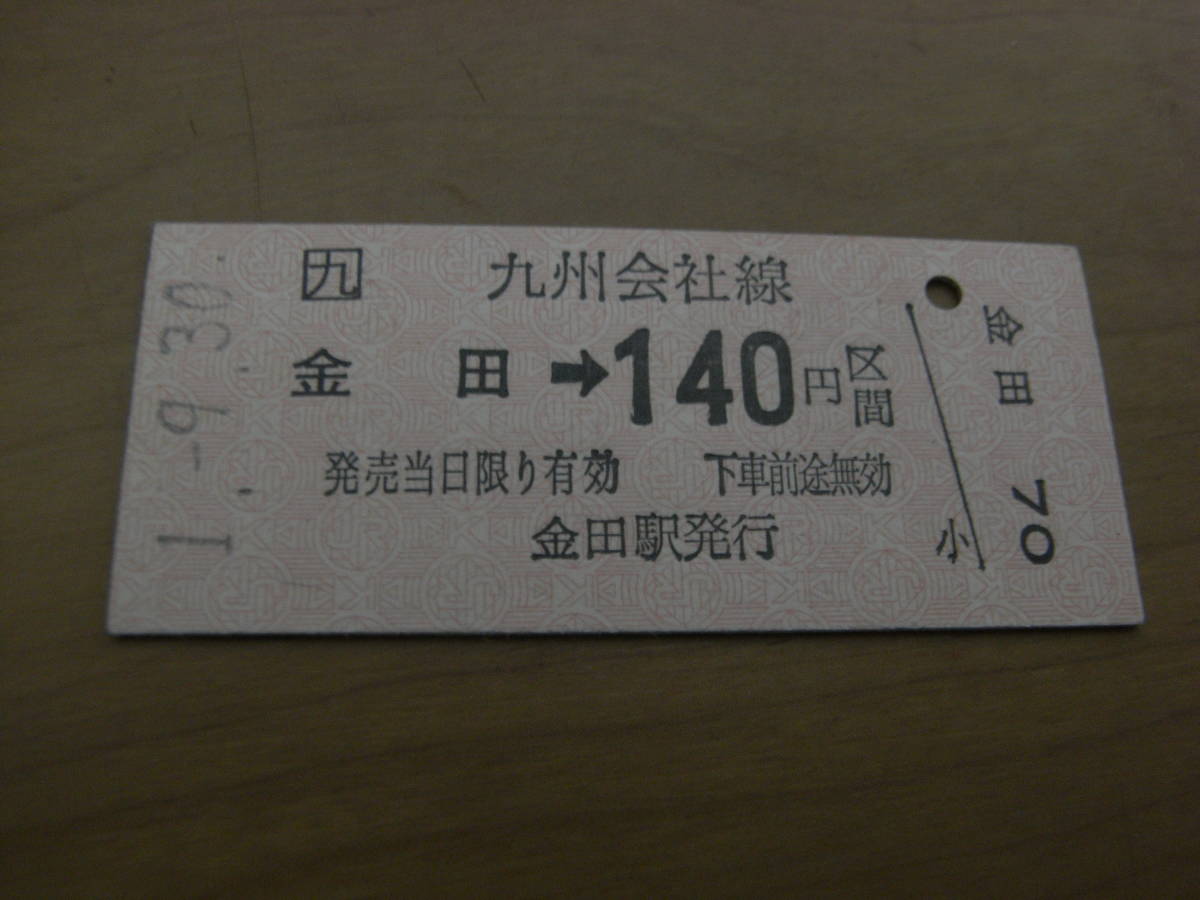 九 九州会社線
金田→140円区間
発売当日限り有効 下車前途無効
金田駅発行
1.-9.30
小
金田 70